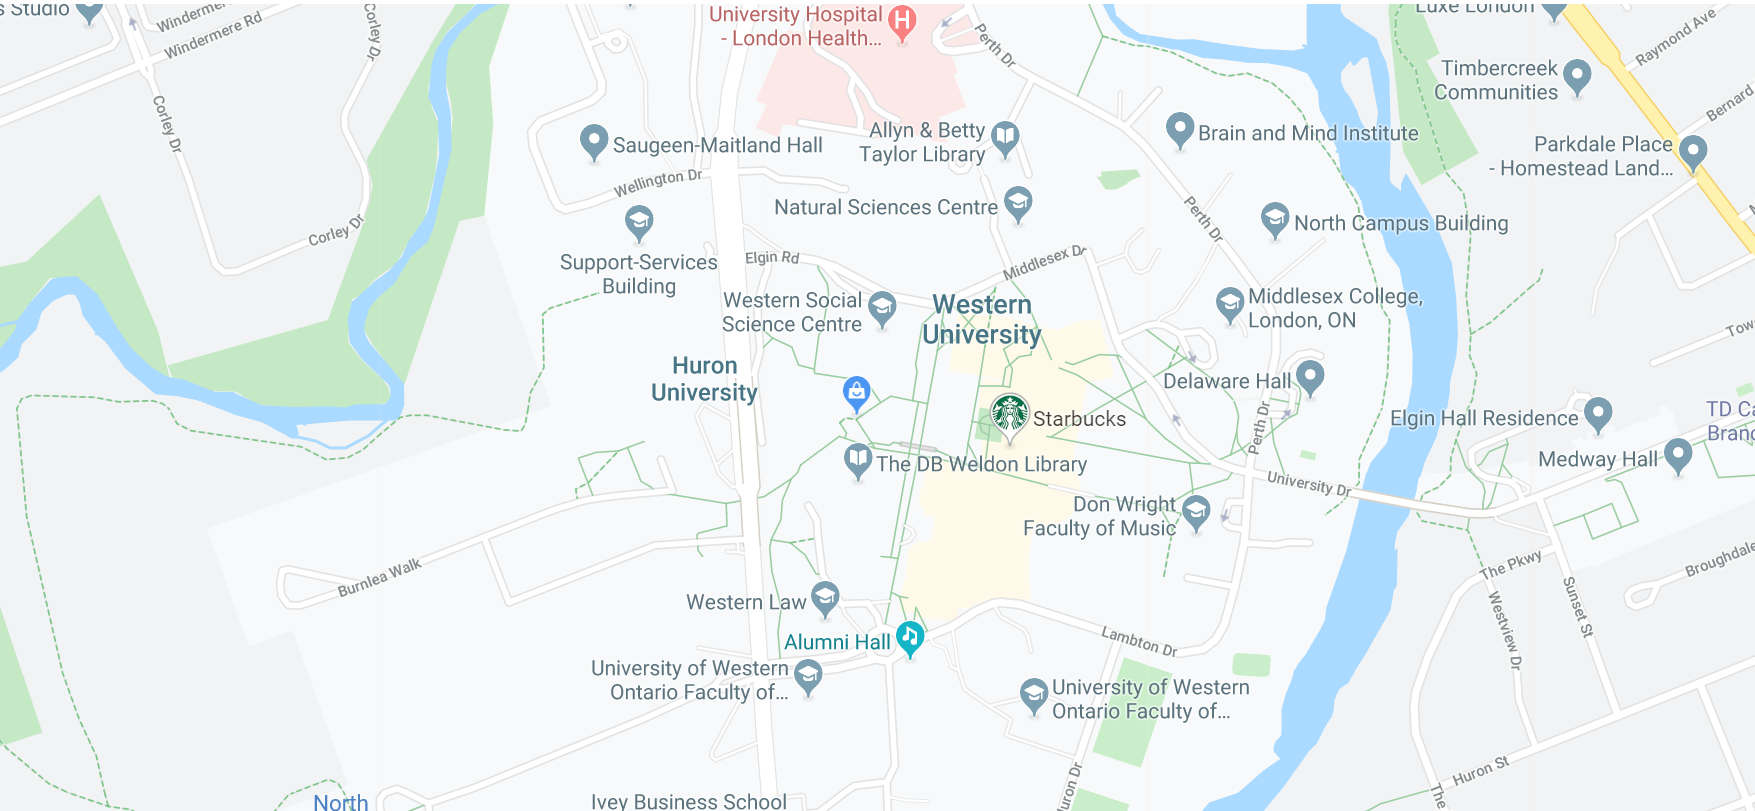 s Studio
Windermere
Windermere Rd
Corley Dr
Corley Dr
Corley Dr
University Hospital
- London Health...
Perth Dr
Luxe London
Raymond Ave
Timbercreek
Communities
Bernard
Saugeen-Maitland Hall
Allyn & Betty
Taylor Library
Brain and Mind Institute
Parkdale Place
- Homestead Land...
Wellington Dr
Natural Sciences Centre
Perth Dr
North Campus Building
Support-Services
Building
Elgin Rd
Middlesex Dr
Western Social
Science Centre
Western
University
Middlesex College,
London, ON
Tow
Huron
University
Delaware Hall
Starbucks
Perth Dr
Elgin Hall Residence
TD Ca
Branc
The DB Weldon Library
Medway Hall
University Dr
Don Wright
Faculty of Music
Burnlea Walk
The Pkwy
Broughdale
Sunset St
Westview Dr
Western Law
Alumni Hall
Lambton Dr
University of Western
Ontario Faculty of...
University of Western
Ontario Faculty of...
Huron St
uron Dr
The
North
Ivey Business School